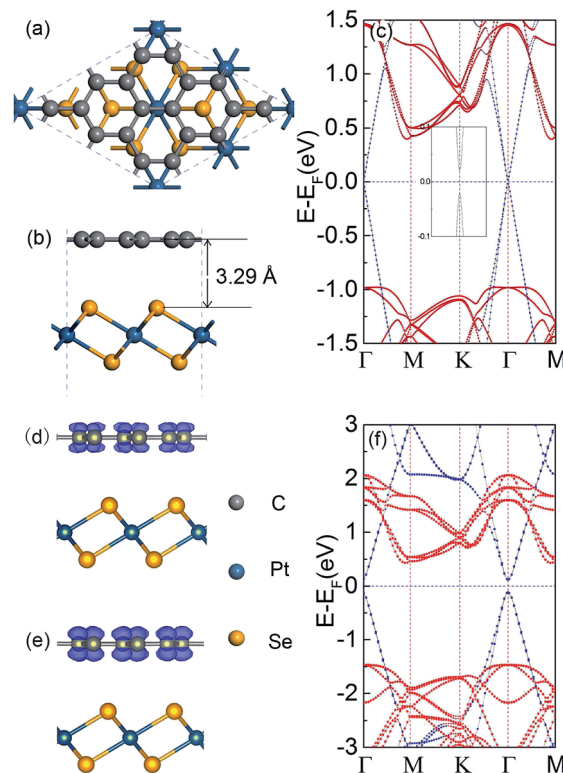 (a)
(b)
3.29 Å
(c)
E-E_F(eV)
1.5
1.0
0.5
0.0
-0.5
-1.0
-1.5
0.1
0.0
-0.1
Γ M K Γ M
(d)
C
Pt
(e)
Se
(f)
E-E_F(eV)
3
2
1
0
-1
-2
-3
Γ M K Γ M